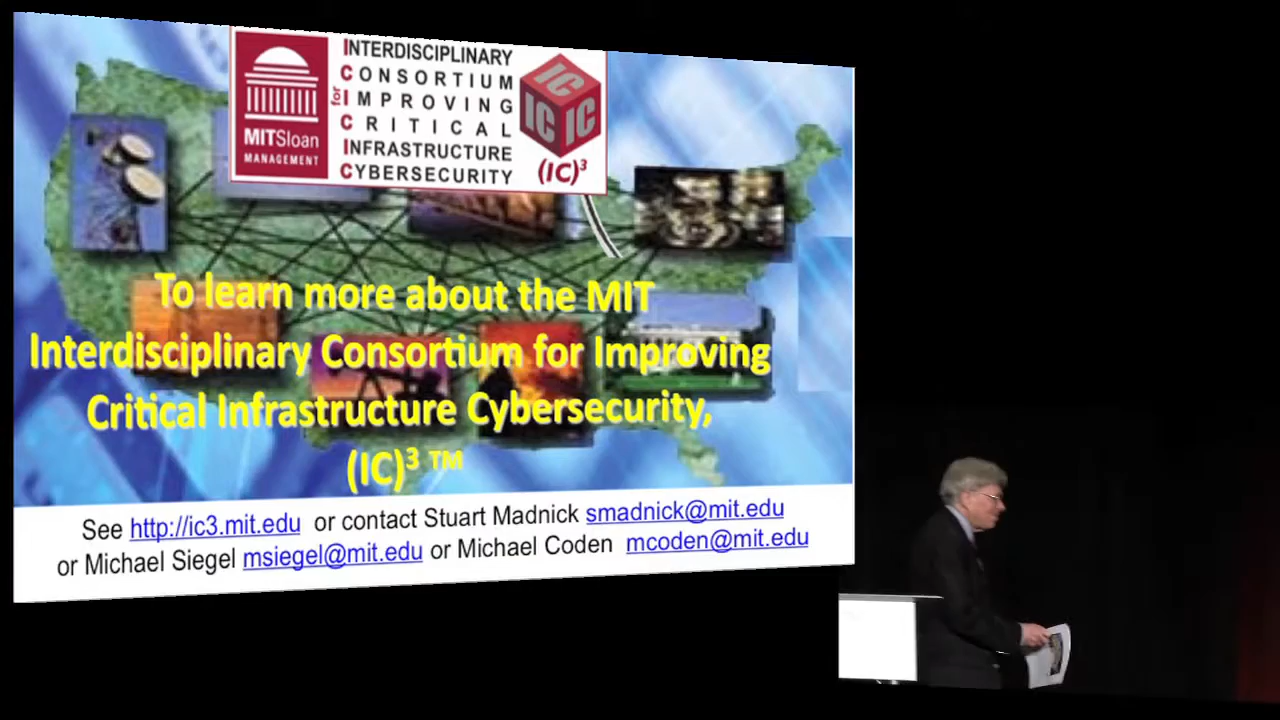 INTERDISCIPLINARY
CONSORTIUM
for IMPROVING
CRITICAL
INFRASTRUCTURE
CYBERSECURITY
MITSloan
MANAGEMENT
IC
IC IC
(IC)³
To learn more about the MIT
Interdisciplinary Consortium for Improving
Critical Infrastructure Cybersecurity,
(IC)³ ™
See http://ic3.mit.edu or contact Stuart Madnick smadnick@mit.edu
or Michael Siegel msiegel@mit.edu or Michael Coden mcoden@mit.edu